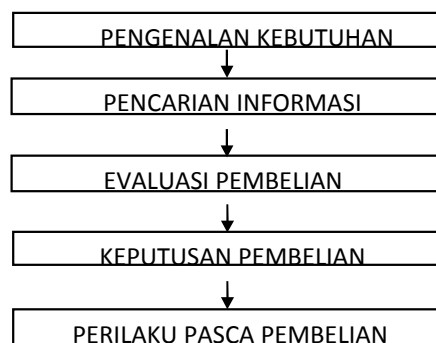 PENGENALAN KEBUTUHAN
PENCARIAN INFORMASI
EVALUASI PEMBELIAN
KEPUTUSAN PEMBELIAN
PERILAKU PASCA PEMBELIAN